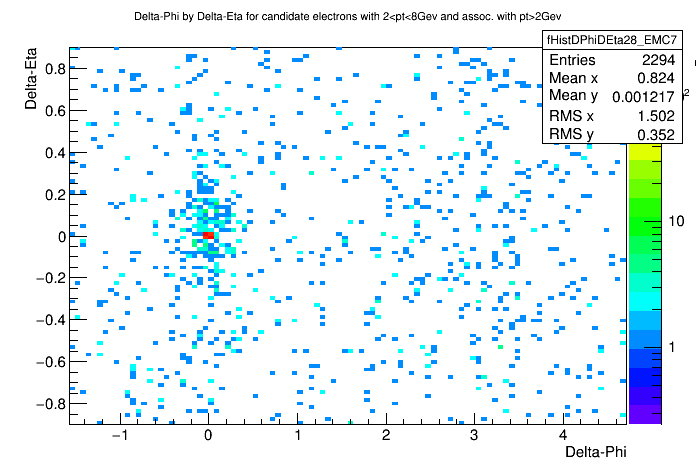 Delta-Phi by Delta-Eta for candidate electrons with 2<pt<8Gev and assoc. with pt>2Gev
fHistDPhiDEta28_EMC7
Entries 2294
Mean x 0.824
Mean y 0.001217
RMS x 1.502
RMS y 0.352
Delta-Eta
0.8
0.6
0.4
0.2
0
−0.2
−0.4
−0.6
−0.8
−1 0 1 2 3 4
Delta-Phi
2
10
1